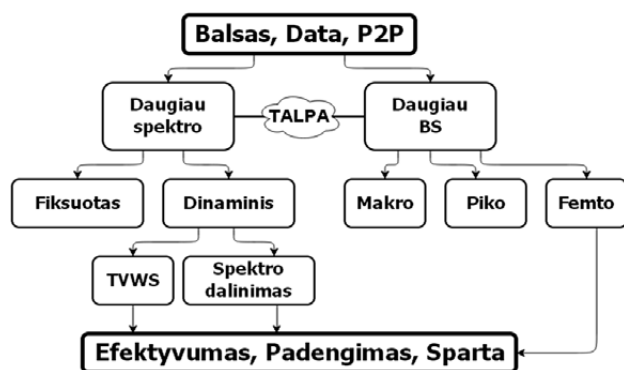 Balsas, Data, P2P
Daugiau
spektro
TALPA
Daugiau
BS
Fiksuotas
Dinaminis
Makro
Piko
Femto
TVWS
Spektro
dalinimas
Efektyvumas, Padengimas, Sparta